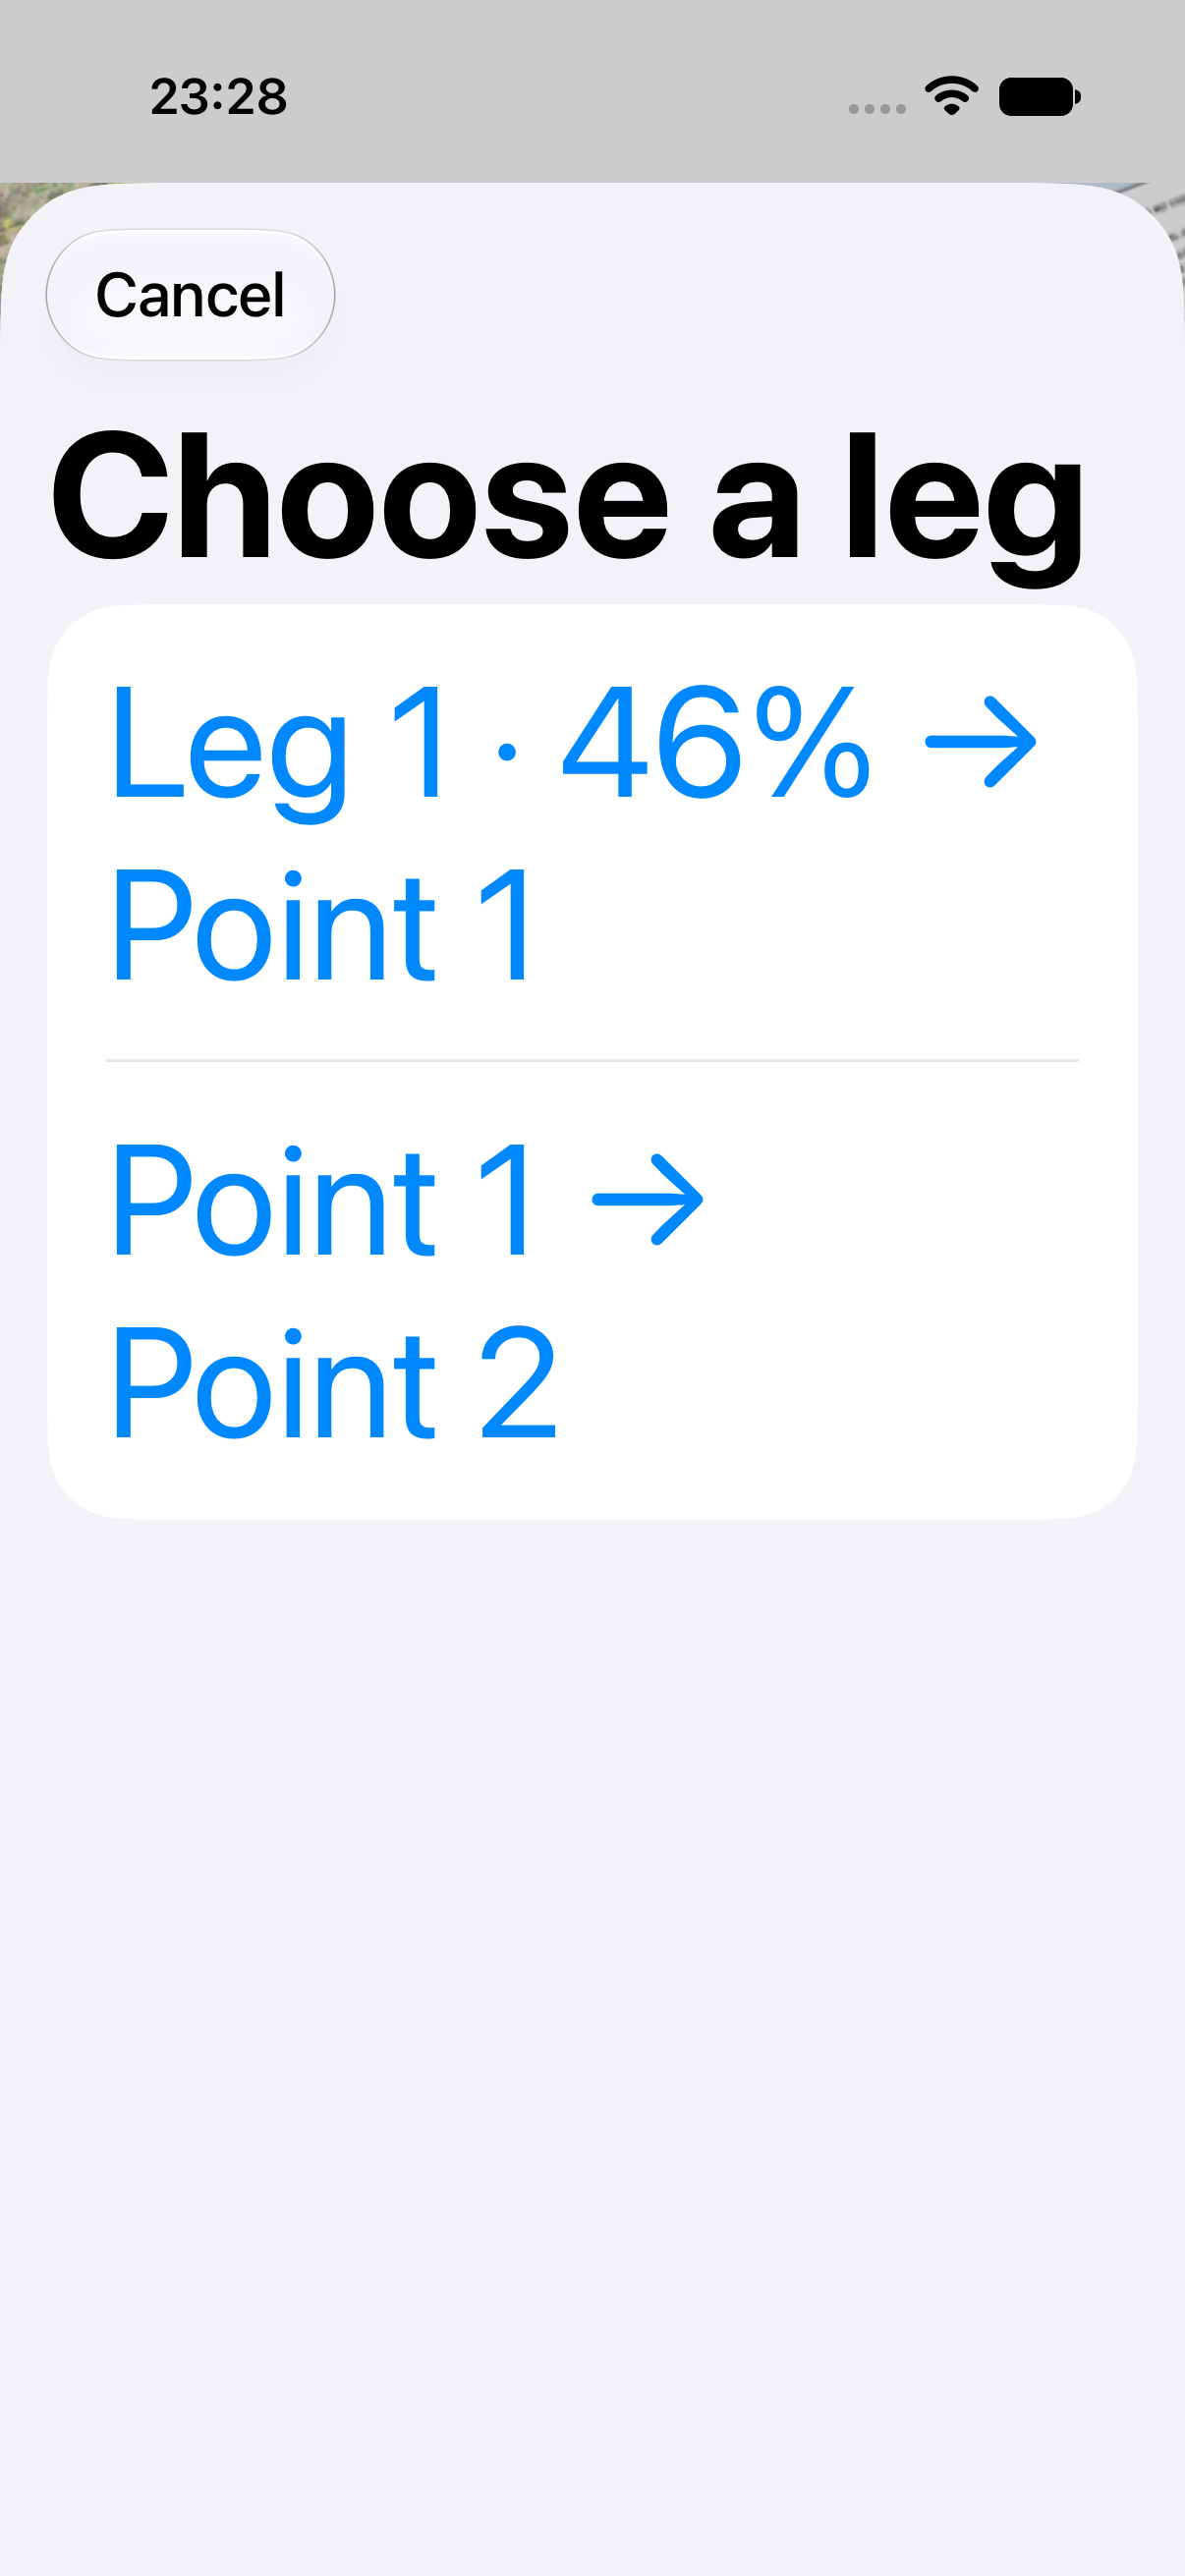 23:28
Cancel
Choose a leg
Leg 1 · 46% →
Point 1
Point 1 →
Point 2